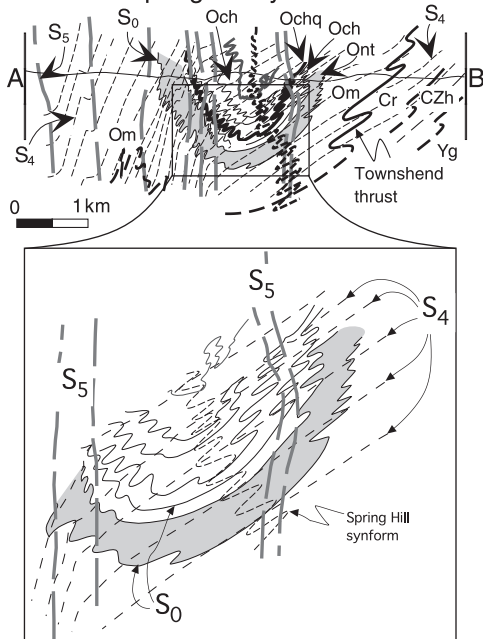 S0
Och
Ochq
Och
S4
S5
Ont
A
B
Om
Cr
CZh
Om
S4
Yg
Townshend
thrust
0 1 km
S5
S4
S5
Spring Hill
synform
S0